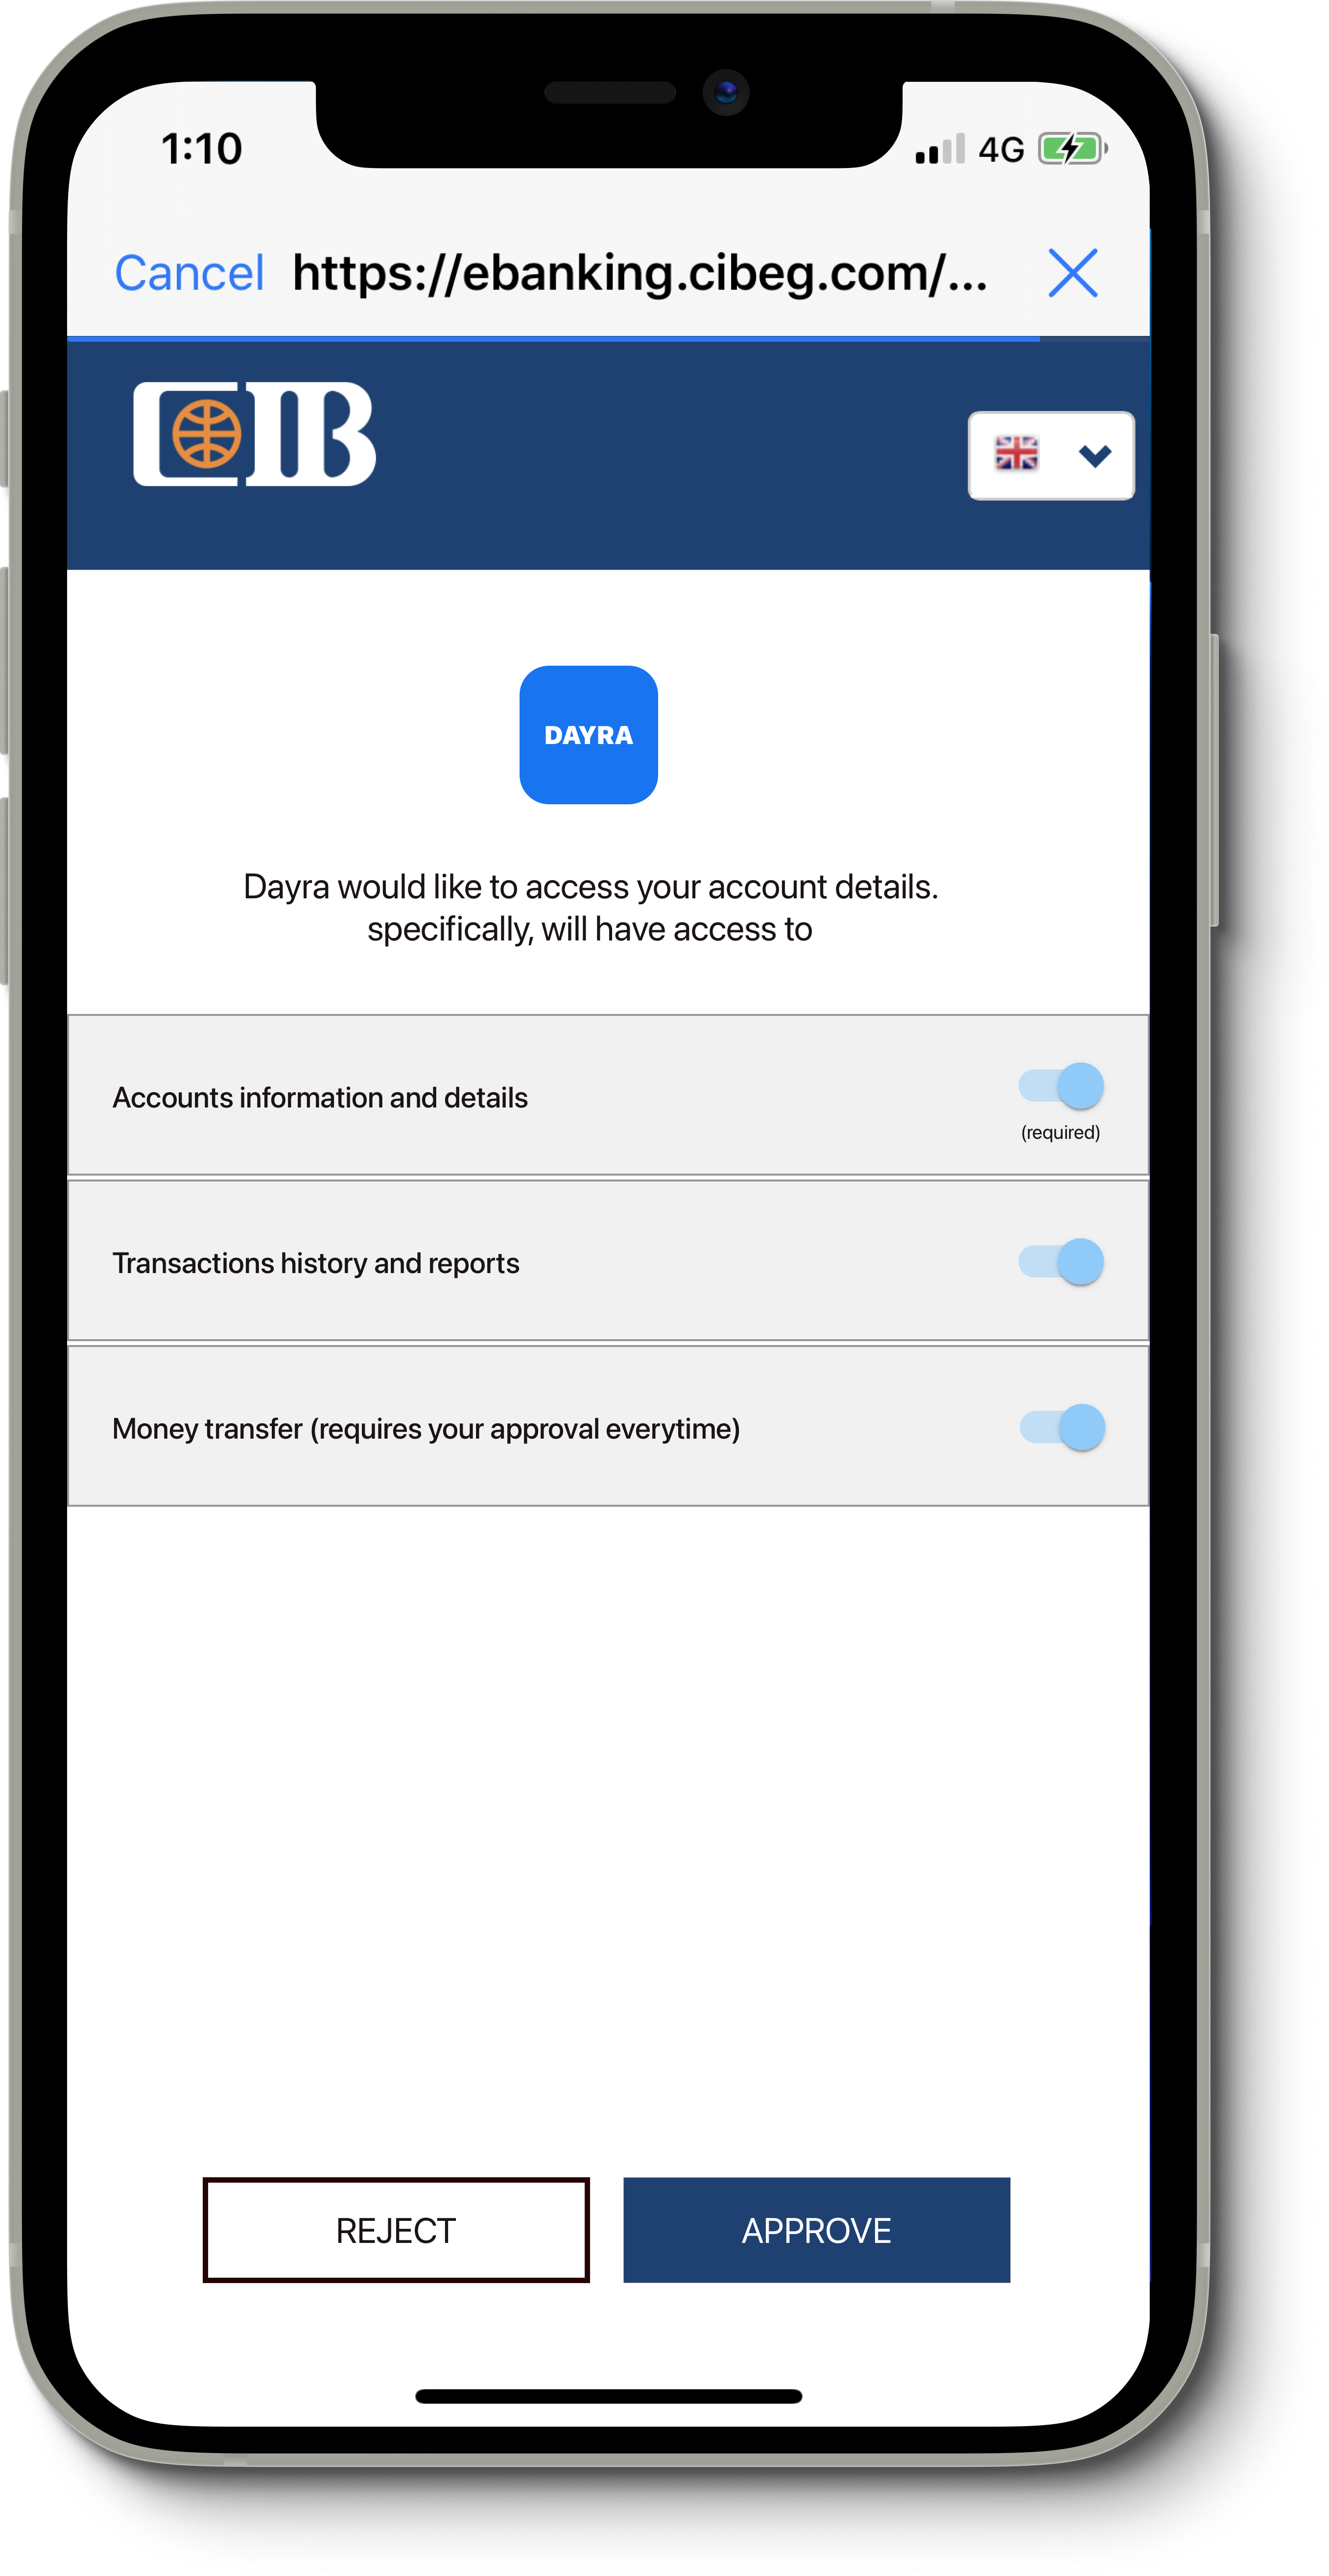 1:10
4G
Cancel https://ebanking.cibeg.com/...
CIB
DAYRA
Dayra would like to access your account details.
specifically, will have access to
Accounts information and details
(required)
Transactions history and reports
Money transfer (requires your approval everytime)
REJECT
APPROVE